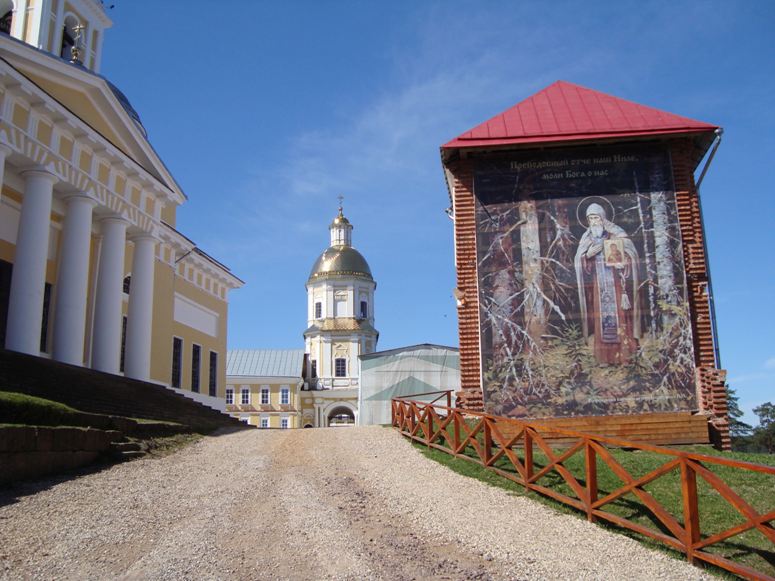 Преподобный отче наш Ниле,
моли Бога о нас